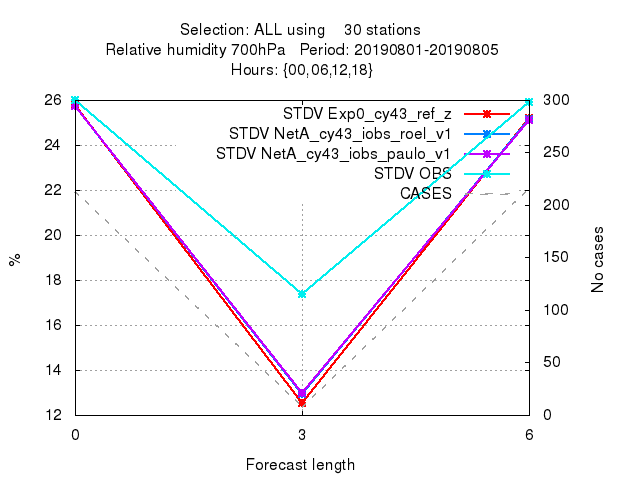 Selection: ALL using 30 stations
Relative humidity 700hPa Period: 20190801-20190805
Hours: {00,06,12,18}
26 300
STDV Exp0_cy43_ref_z
STDV NetA_cy43_iobs_roel_v1
24 250
STDV NetA_cy43_iobs_paulo_v1
STDV OBS
22 200
CASES
20
18 150
16 100
14 50
12 0
%
No cases
0 3 6
Forecast length